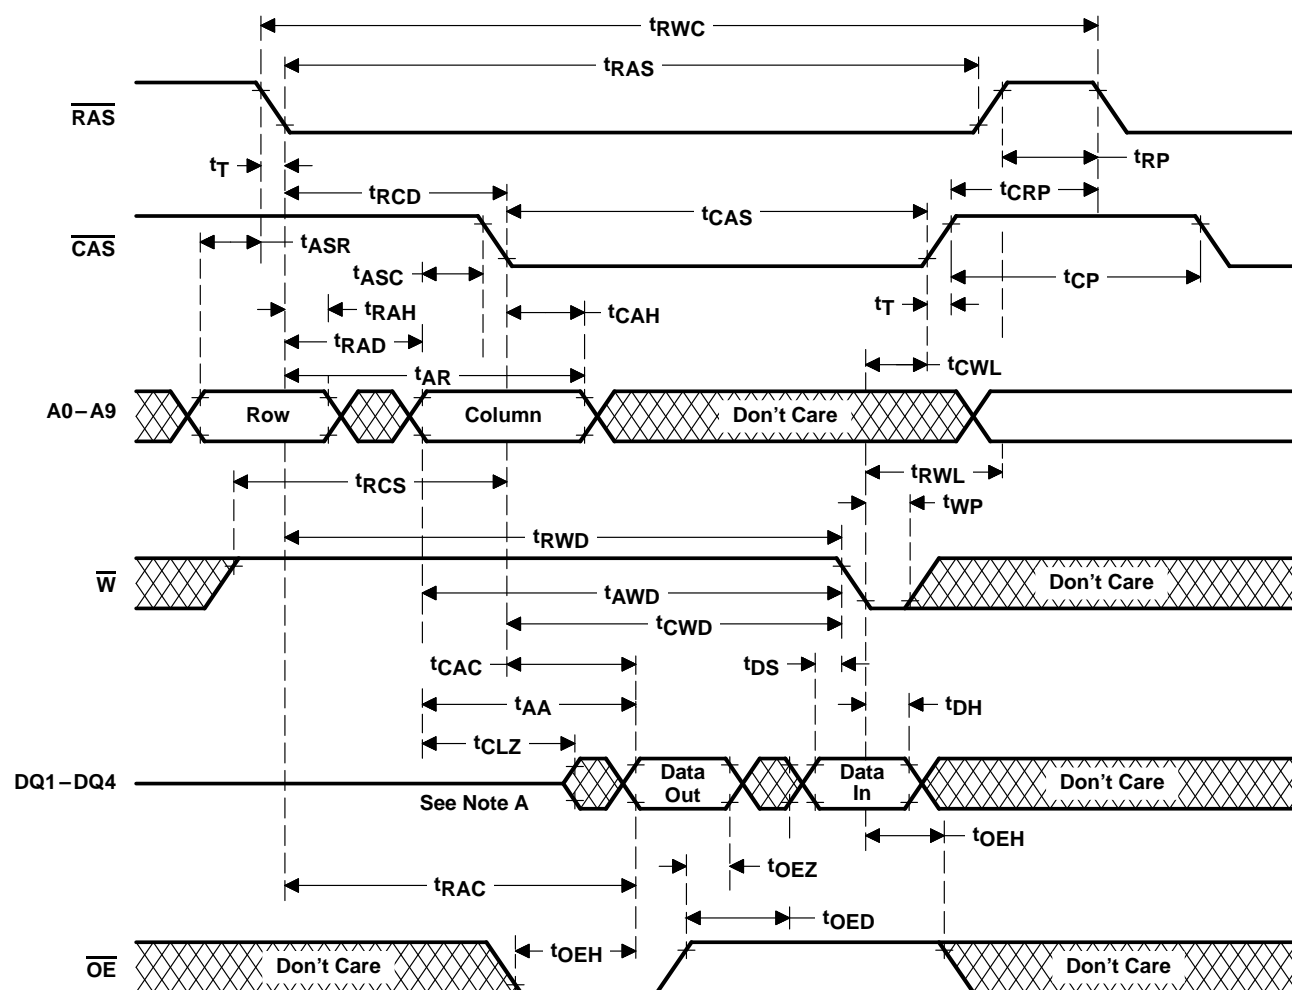 tRWC
tRAS
RAS
tT
tRP
tRCD
tCRP
tCAS
CAS
tASR
tASC
tCP
tT
tRAH
tCAH
tRAD
tCWL
tAR
A0–A9
Row
Column
Don't Care
tRWL
tRCS
tWP
tRWD
W
Don't Care
tAWD
tCWD
tCAC
tDS
tAA
tDH
tCLZ
DQ1–DQ4
See Note A
Data Out
Data In
Don't Care
tOEH
tOEZ
tRAC
tOED
OE
Don't Care
tOEH
Don't Care